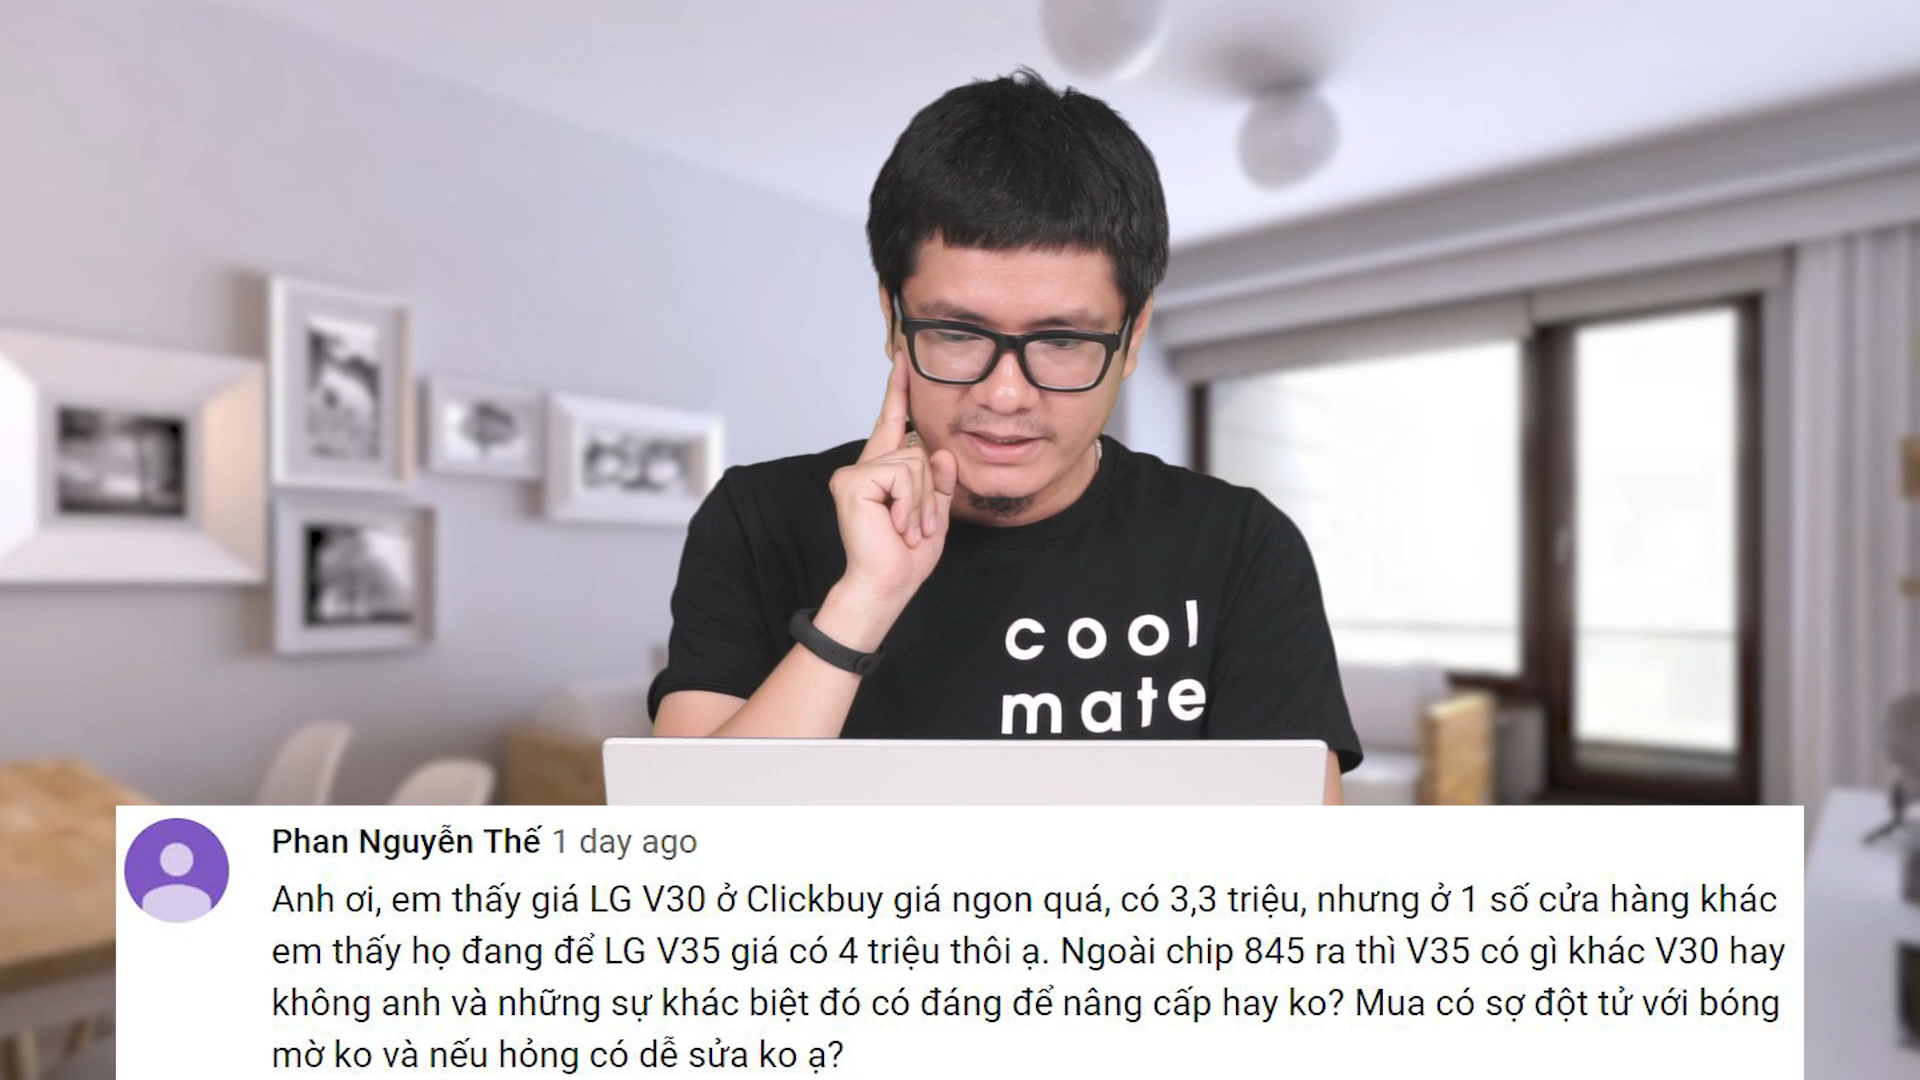 cool
mate
Phan Nguyễn Thế 1 day ago
Anh ơi, em thấy giá LG V30 ở Clickbuy giá ngon quá, có 3,3 triệu, nhưng ở 1 số cửa hàng khác
em thấy họ đang để LG V35 giá có 4 triệu thôi ạ. Ngoài chip 845 ra thì V35 có gì khác V30 hay
không anh và những sự khác biệt đó có đáng để nâng cấp hay ko? Mua có sợ đột tử với bóng
mờ ko và nếu hỏng có dễ sửa ko ạ?